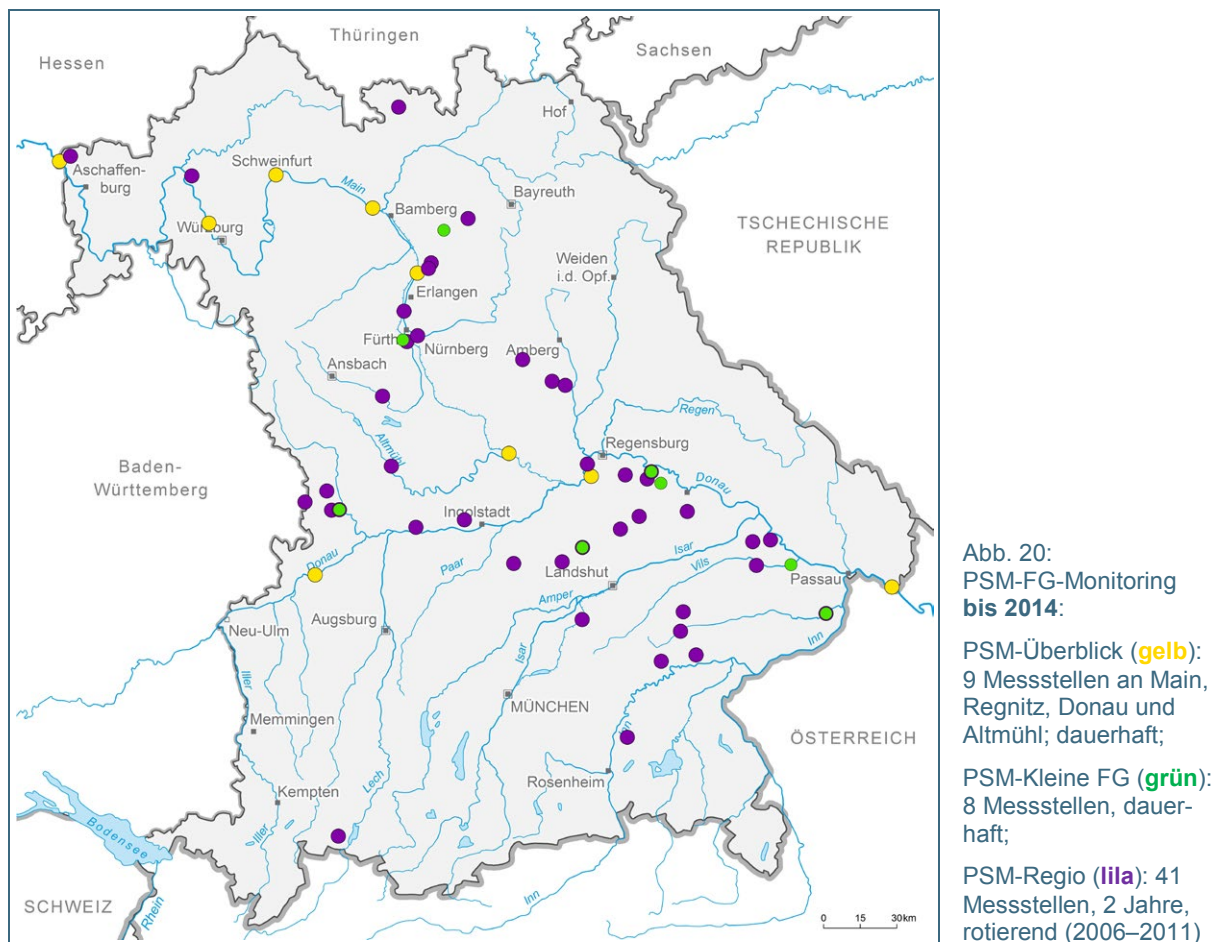 Thüringen
Sachsen
Hessen
Hof
Aschaffen-
burg
Schweinfurt
Main
Bamberg
Bayreuth
Würzburg
TSCHECHISCHE
REPUBLIK
Weiden
i.d. Opf.
Erlangen
Fürth
Nürnberg
Amberg
Ansbach
Altmühl
Regen
Regensburg
Baden-
Württemberg
Donau
Ingolstadt
Donau
Paar
Isar
Landshut
Vils
Passau
Amper
Augsburg
Neu-Ulm
Inn
Isar
Iller
MÜNCHEN
Memmingen
Inn
ÖSTERREICH
Rosenheim
Lech
Kempten
Iller
Bodensee
SCHWEIZ
Rhein
Inn
0 15 30km
Abb. 20:
PSM-FG-Monitoring
bis 2014:
PSM-Überblick (gelb):
9 Messstellen an Main,
Regnitz, Donau und
Altmühl; dauerhaft;
PSM-Kleine FG (grün):
8 Messstellen, dauer-
haft;
PSM-Regio (lila): 41
Messstellen, 2 Jahre,
rotierend (2006–2011)